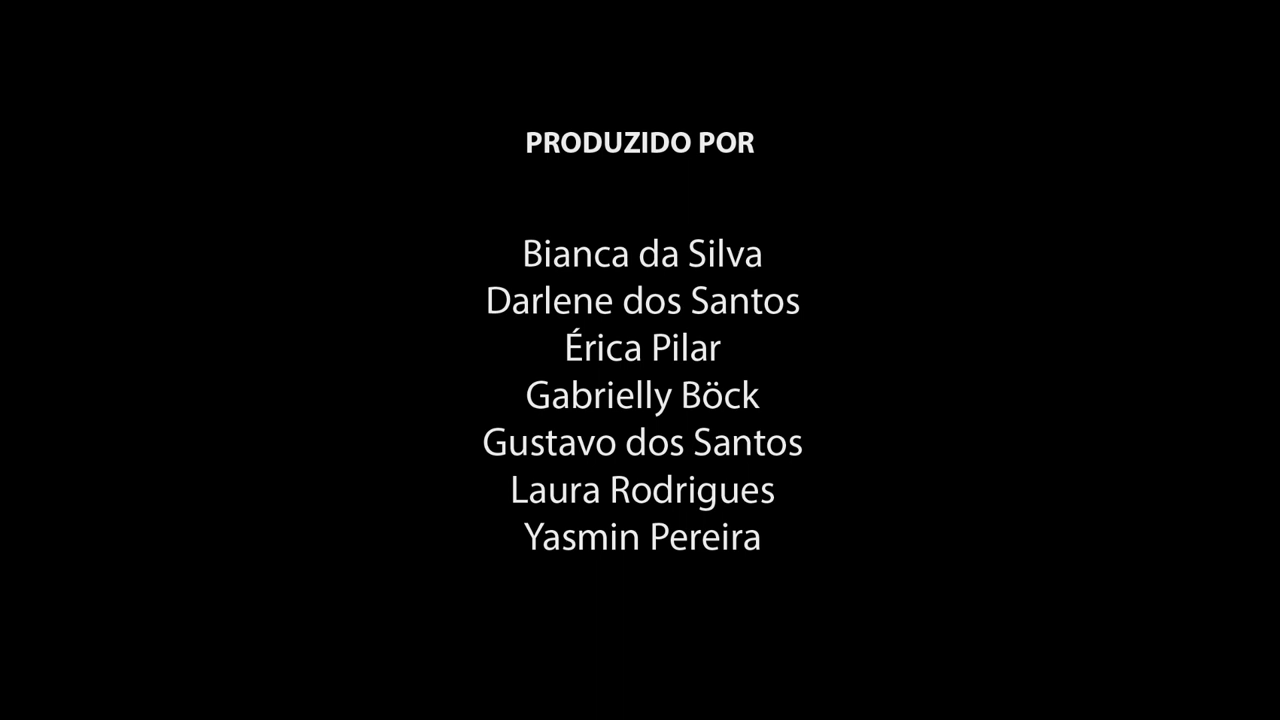 PRODUZIDO POR
Bianca da Silva
Darlene dos Santos
Érica Pilar
Gabrielly Böck
Gustavo dos Santos
Laura Rodrigues
Yasmin Pereira